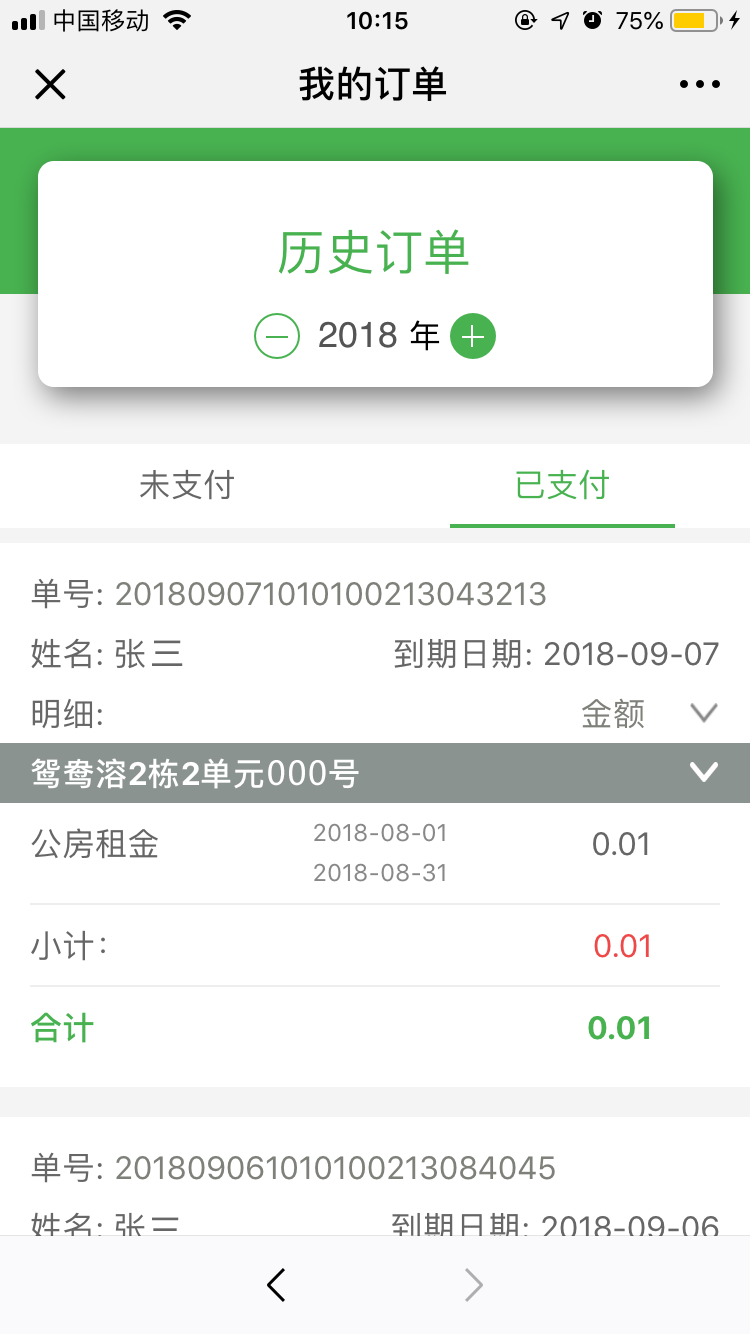 中国移动 10:15 75%
我的订单
历史订单
2018 年
未支付 已支付
单号: 201809071010100213043213
姓名: 张三 到期日期: 2018-09-07
明细: 金额
鸳鸯溶2栋2单元000号
公房租金 2018-08-01 0.01
2018-08-31
小计: 0.01
合计 0.01
单号: 201809061010100213084045
姓名: 张三 到期日期: 2018-09-06